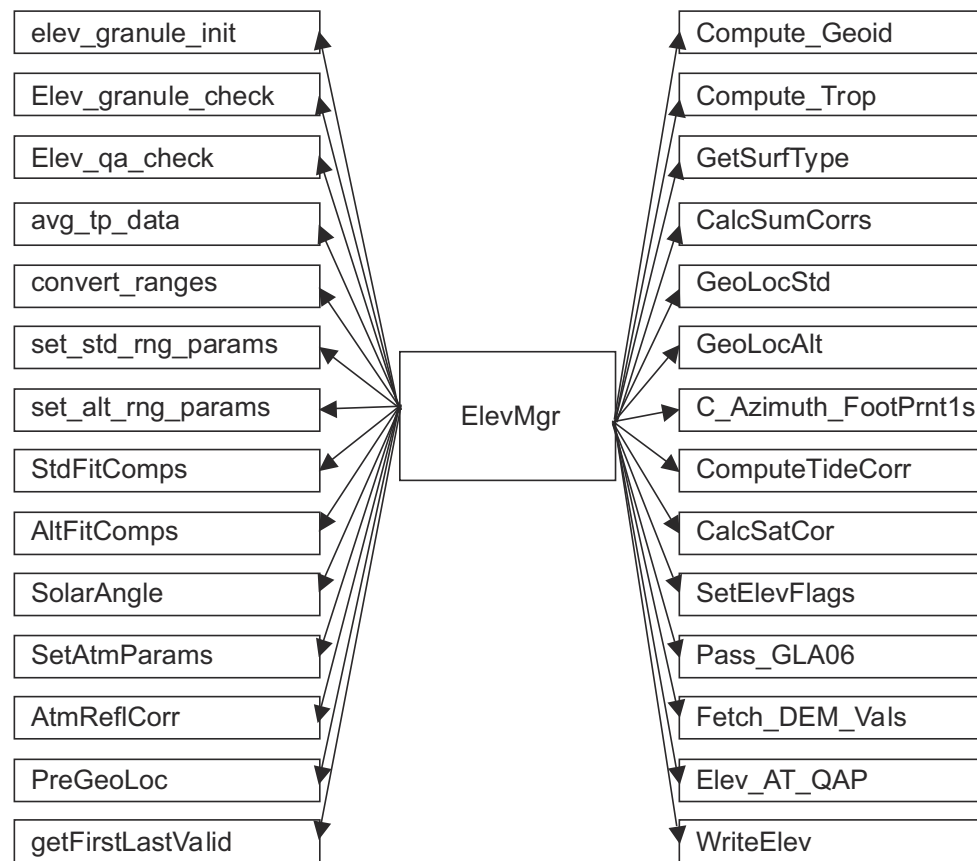 elev_granule_init
Elev_granule_check
Elev_qa_check
avg_tp_data
convert_ranges
set_std_rng_params
set_alt_rng_params
StdFitComps
AltFitComps
SolarAngle
SetAtmParams
AtmReflCorr
PreGeoLoc
getFirstLastValid
ElevMgr
Compute_Geoid
Compute_Trop
GetSurfType
CalcSumCorrs
GeoLocStd
GeoLocAlt
C_Azimuth_FootPrnt1s
ComputeTideCorr
CalcSatCor
SetElevFlags
Pass_GLA06
Fetch_DEM_Vals
Elev_AT_QAP
WriteElev